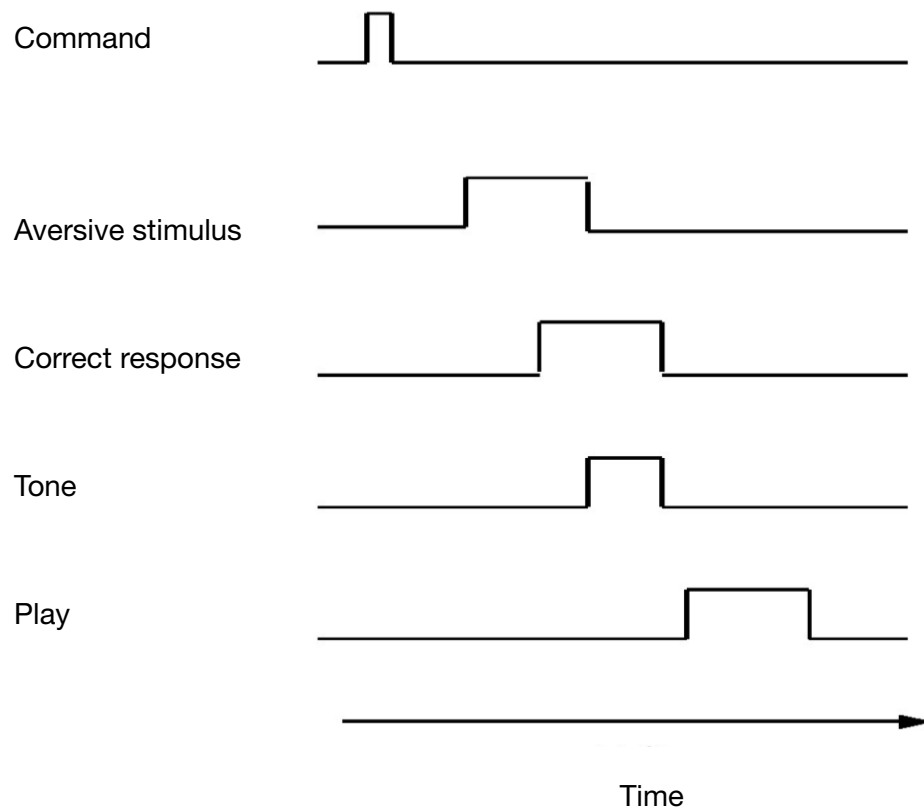 Command
Aversive stimulus
Correct response
Tone
Play
Time